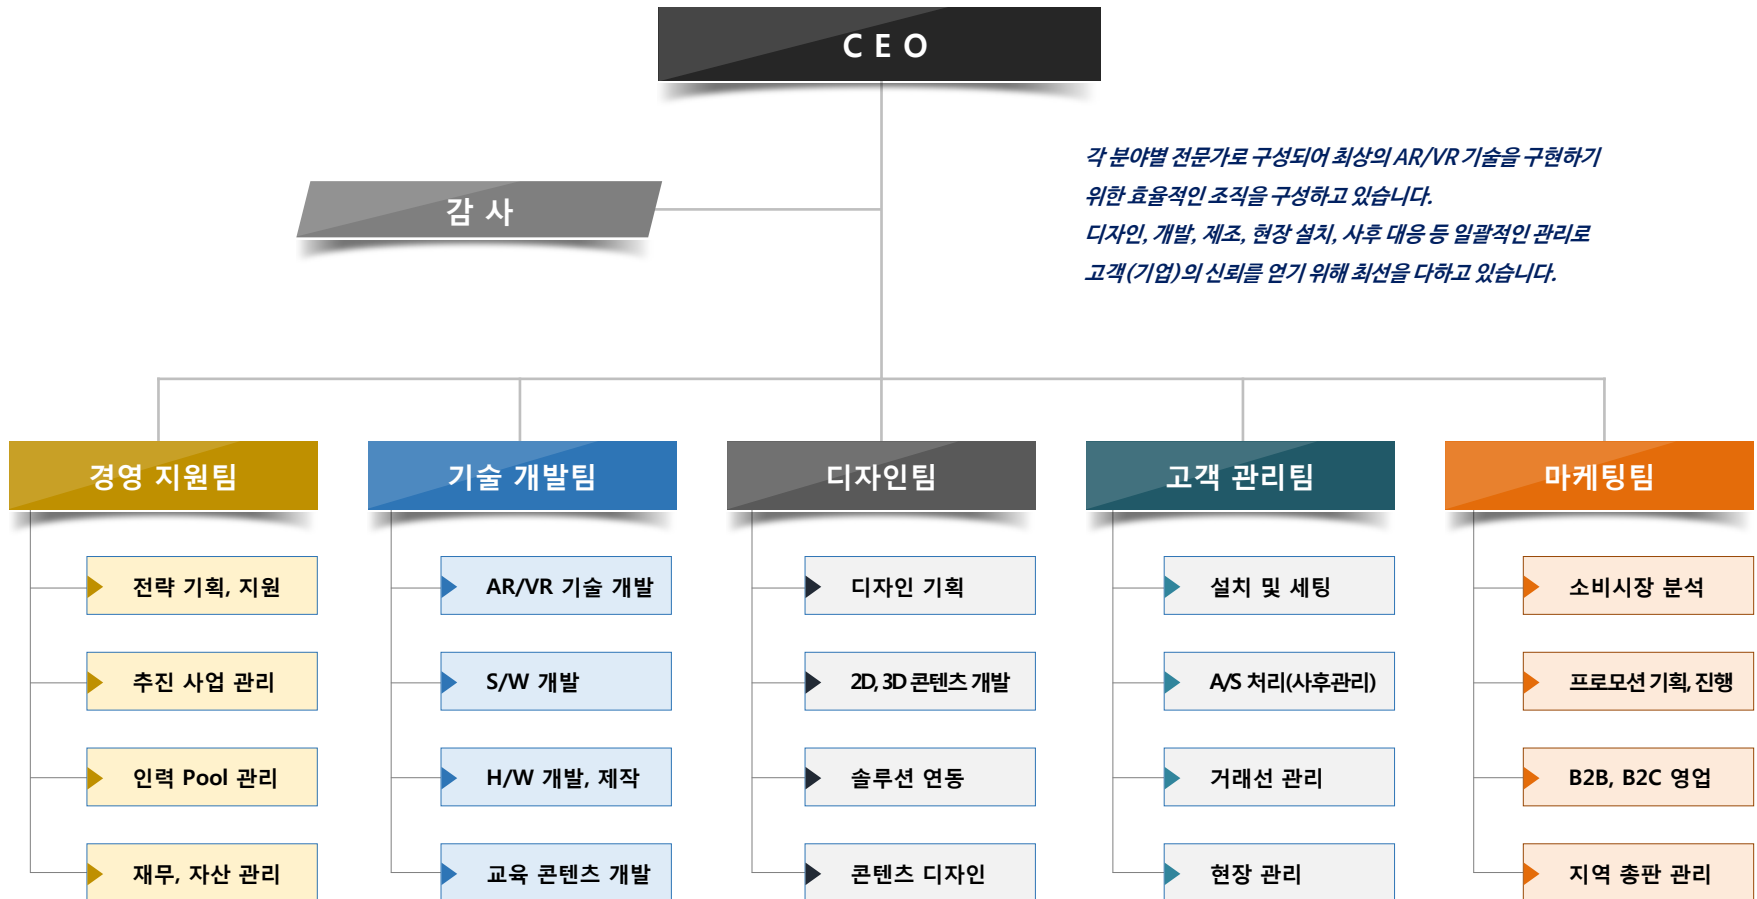 CEO
감 사
각 분야별 전문가로 구성되어 최상의 AR/VR 기술을 구현하기
위한 효율적인 조직을 구성하고 있습니다.
디자인, 개발, 제조, 현장 설치, 사후 대응 등 일괄적인 관리로
고객(기업)의 신뢰를 얻기 위해 최선을 다하고 있습니다.
경영 지원팀
전략 기획, 지원
추진 사업 관리
인력 Pool 관리
재무, 자산 관리
기술 개발팀
AR/VR 기술 개발
S/W 개발
H/W 개발, 제작
교육 콘텐츠 개발
디자인팀
디자인 기획
2D, 3D 콘텐츠 개발
솔루션 연동
콘텐츠 디자인
고객 관리팀
설치 및 세팅
A/S 처리(사후관리)
거래선 관리
현장 관리
마케팅팀
소비시장 분석
프로모션 기획, 진행
B2B, B2C 영업
지역 총판 관리